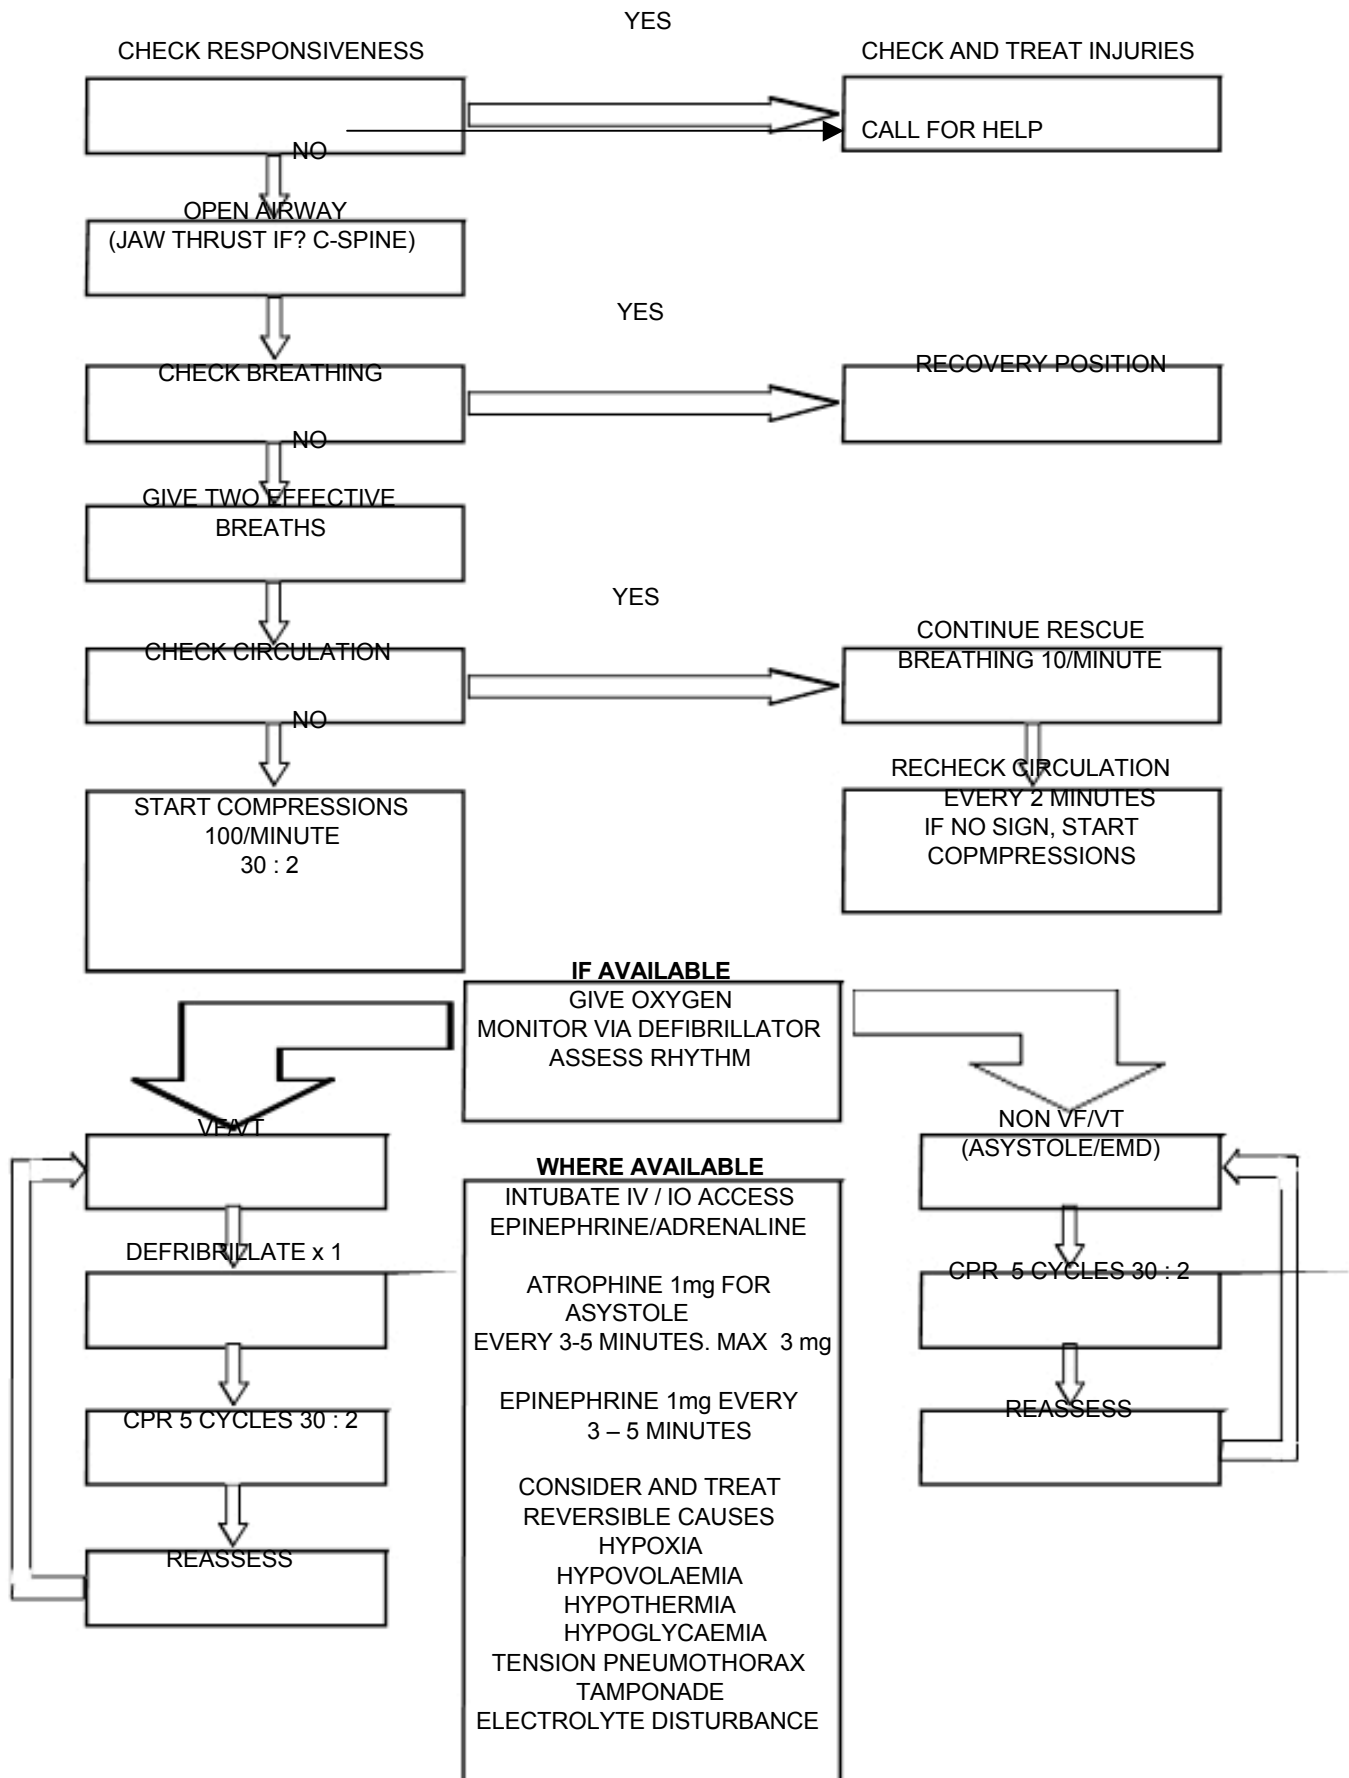 YES
CHECK RESPONSIVENESS
CHECK AND TREAT INJURIES
CALL FOR HELP
NO
OPEN AIRWAY
(JAW THRUST IF? C-SPINE)
YES
CHECK BREATHING
RECOVERY POSITION
NO
GIVE TWO EFFECTIVE
BREATHS
YES
CHECK CIRCULATION
CONTINUE RESCUE
BREATHING 10/MINUTE
NO
RECHECK CIRCULATION
EVERY 2 MINUTES
IF NO SIGN, START
COPMPRESSIONS
START COMPRESSIONS
100/MINUTE
30 : 2
IF AVAILABLE
GIVE OXYGEN
MONITOR VIA DEFIBRILLATOR
ASSESS RHYTHM
VF/VT
DEFRIBRILLATE x 1
CPR 5 CYCLES 30 : 2
REASSESS
WHERE AVAILABLE
INTUBATE IV / IO ACCESS
EPINEPHRINE/ADRENALINE
ATROPHINE 1mg FOR
ASYSTOLE
EVERY 3-5 MINUTES. MAX 3 mg
EPINEPHRINE 1mg EVERY
3 – 5 MINUTES
CONSIDER AND TREAT
REVERSIBLE CAUSES
HYPOXIA
HYPOVOLAEMIA
HYPOTHERMIA
HYPOGLYCAEMIA
TENSION PNEUMOTHORAX
TAMPONADE
ELECTROLYTE DISTURBANCE
NON VF/VT
(ASYSTOLE/EMD)
CPR 5 CYCLES 30 : 2
REASSESS